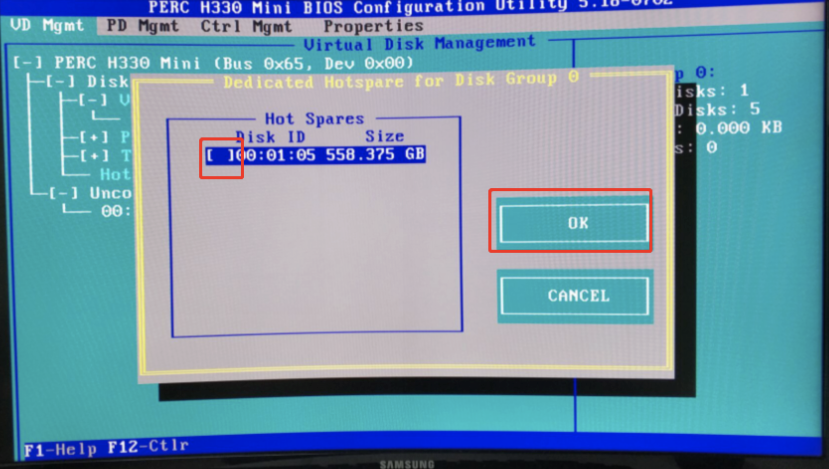 PERC H330 Mini BIOS Configuration Utility 5.18-0702
VD Mgmt PD Mgmt Ctrl Mgmt Properties
Virtual Disk Management
[-] PERC H330 Mini (Bus 0x65, Dev 0x00)
[-] Disk
[-] V
[+] P
[+] T
Hot
[-] Unco
00:
Dedicated Hotspare for Disk Group 0
Hot Spares
Disk ID Size
[ ]00:01:05 558.375 GB
OK
CANCEL
p 0:
isks: 1
Disks: 5
: 0.000 KB
s: 0
F1-Help F12-Ctlr
SAMSUNG